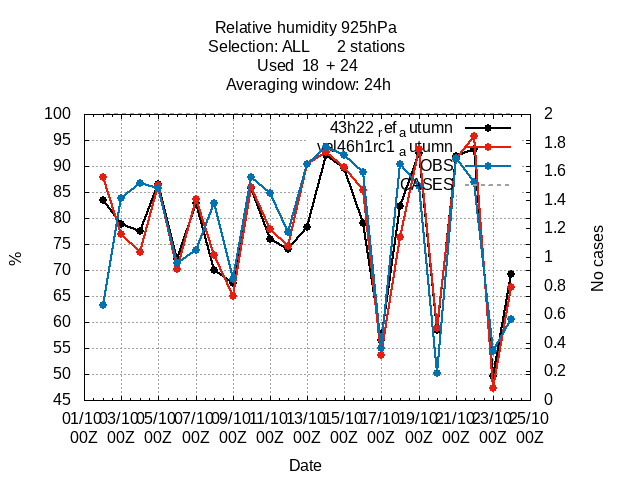 Relative humidity 925hPa
Selection: ALL 2 stations
Used 18 + 24
Averaging window: 24h
100
95
90
85
80
75
70
65
60
55
50
45
%
2
1.8
1.6
1.4
1.2
1
0.8
0.6
0.4
0.2
0
No cases
43h22_ref_autumn
OBS
CASES
01/10 03/10 05/10 07/10 09/10 11/10 13/10 15/10 17/10 19/10 21/10 23/10 25/10
00Z 00Z 00Z 00Z 00Z 00Z 00Z 00Z 00Z 00Z 00Z 00Z 00Z
Date